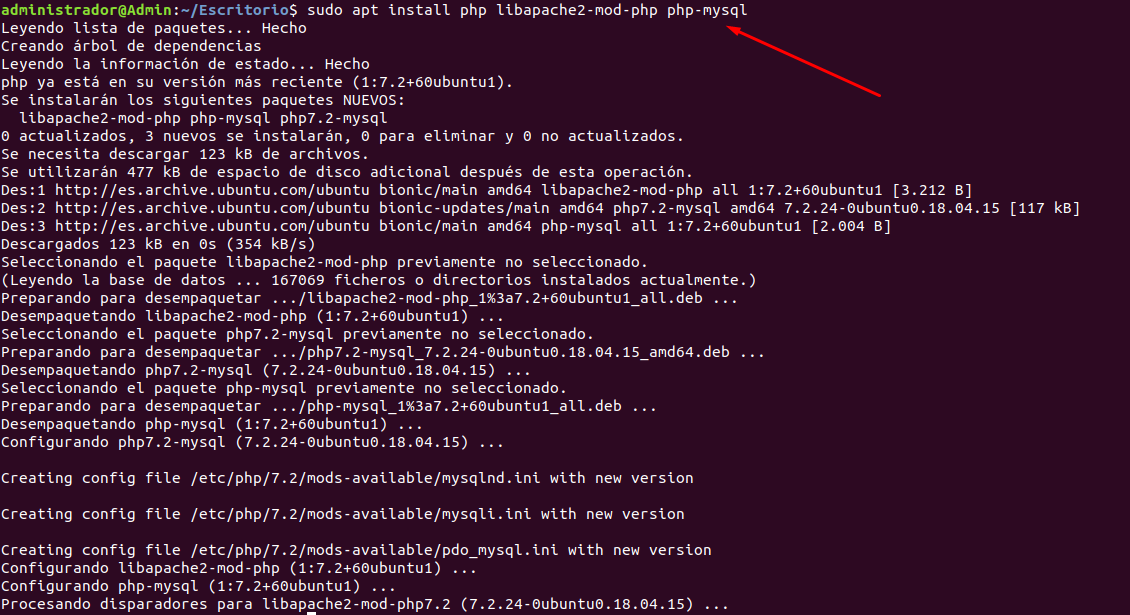 administrador@Admin:~/Escritorio$ sudo apt install php libapache2-mod-php php-mysql
Leyendo lista de paquetes... Hecho
Creando árbol de dependencias
Leyendo la información de estado... Hecho
php ya está en su versión más reciente (1:7.2+60ubuntu1).
Se instalarán los siguientes paquetes NUEVOS:
  libapache2-mod-php php-mysql php7.2-mysql
0 actualizados, 3 nuevos se instalarán, 0 para eliminar y 0 no actualizados.
Se necesita descargar 123 kB de archivos.
Se utilizarán 477 kB de espacio de disco adicional después de esta operación.
Des:1 http://es.archive.ubuntu.com/ubuntu bionic/main amd64 libapache2-mod-php all 1:7.2+60ubuntu1 [3.212 B]
Des:2 http://es.archive.ubuntu.com/ubuntu bionic-updates/main amd64 php7.2-mysql amd64 7.2.24-0ubuntu0.18.04.15 [117 kB]
Des:3 http://es.archive.ubuntu.com/ubuntu bionic/main amd64 php-mysql all 1:7.2+60ubuntu1 [2.004 B]
Descargados 123 kB en 0s (354 kB/s)
Seleccionando el paquete libapache2-mod-php previamente no seleccionado.
(Leyendo la base de datos ... 167069 ficheros o directorios instalados actualmente.)
Preparando para desempaquetar .../libapache2-mod-php_1%3a7.2+60ubuntu1_all.deb ...
Desempaquetando libapache2-mod-php (1:7.2+60ubuntu1) ...
Seleccionando el paquete php7.2-mysql previamente no seleccionado.
Preparando para desempaquetar .../php7.2-mysql_7.2.24-0ubuntu0.18.04.15_amd64.deb ...
Desempaquetando php7.2-mysql (7.2.24-0ubuntu0.18.04.15) ...
Seleccionando el paquete php-mysql previamente no seleccionado.
Preparando para desempaquetar .../php-mysql_1%3a7.2+60ubuntu1_all.deb ...
Desempaquetando php-mysql (1:7.2+60ubuntu1) ...
Configurando php7.2-mysql (7.2.24-0ubuntu0.18.04.15) ...

Creating config file /etc/php/7.2/mods-available/mysqlnd.ini with new version

Creating config file /etc/php/7.2/mods-available/mysqli.ini with new version

Creating config file /etc/php/7.2/mods-available/pdo_mysql.ini with new version
Configurando libapache2-mod-php (1:7.2+60ubuntu1) ...
Configurando php-mysql (1:7.2+60ubuntu1) ...
Procesando disparadores para libapache2-mod-php7.2 (7.2.24-0ubuntu0.18.04.15) ...